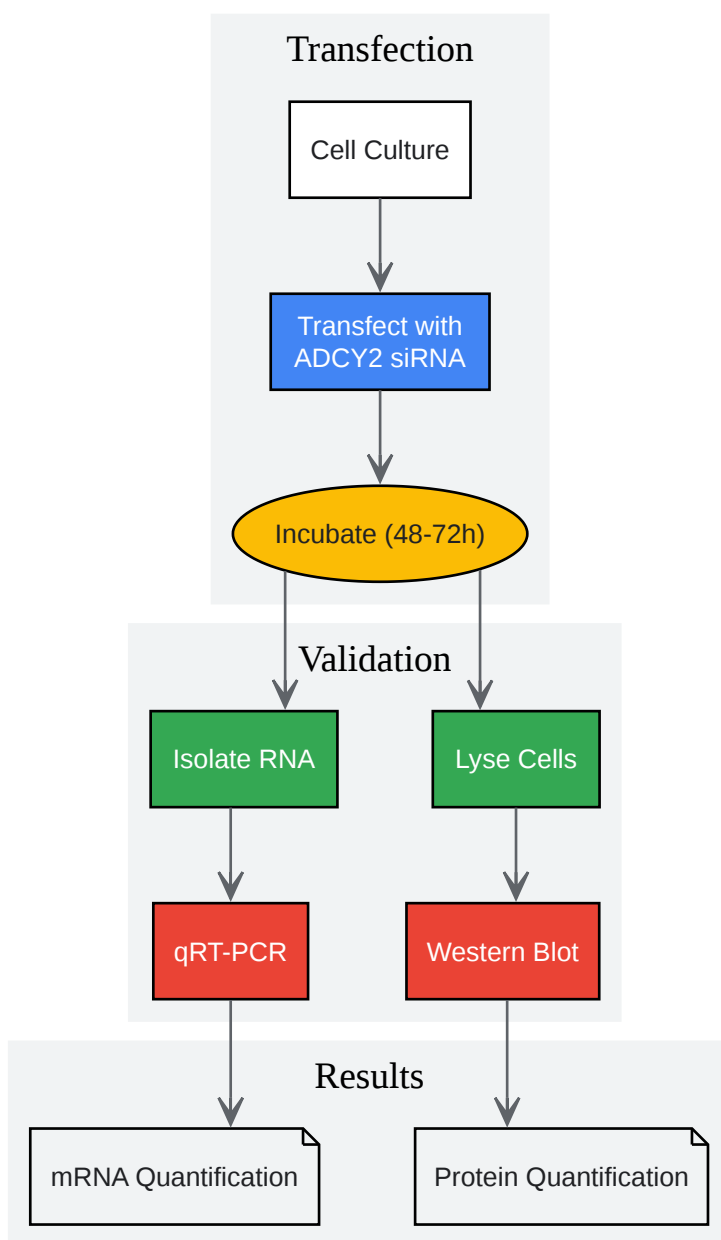 Transfection
Cell Culture
Transfect with
ADCY2 siRNA
Incubate (48-72h)
Validation
Isolate RNA
Lyse Cells
qRT-PCR
Western Blot
Results
mRNA Quantification
Protein Quantification